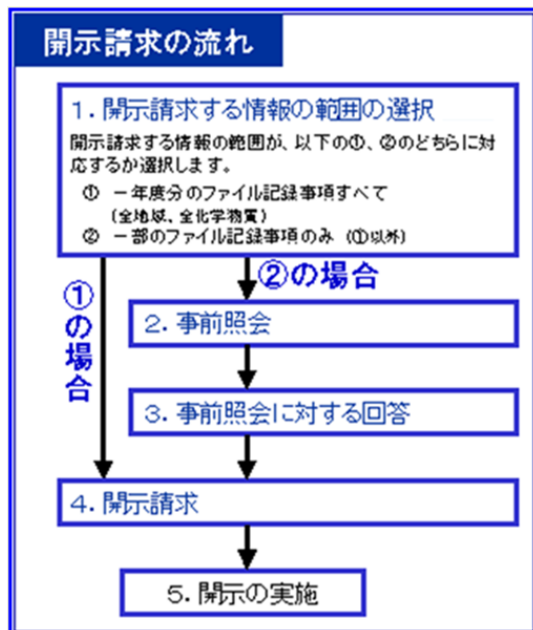 開示請求の流れ
1. 開示請求する情報の範囲の選択
開示請求する情報の範囲が、以下の①、②のどちらに対
応するか選択します。
① 一年度分のファイル記録事項すべて
(全地域、全化学物質)
② 一部のファイル記録事項のみ (①以外)
①の場合
②の場合
2. 事前照会
3. 事前照会に対する回答
4. 開示請求
5. 開示の実施